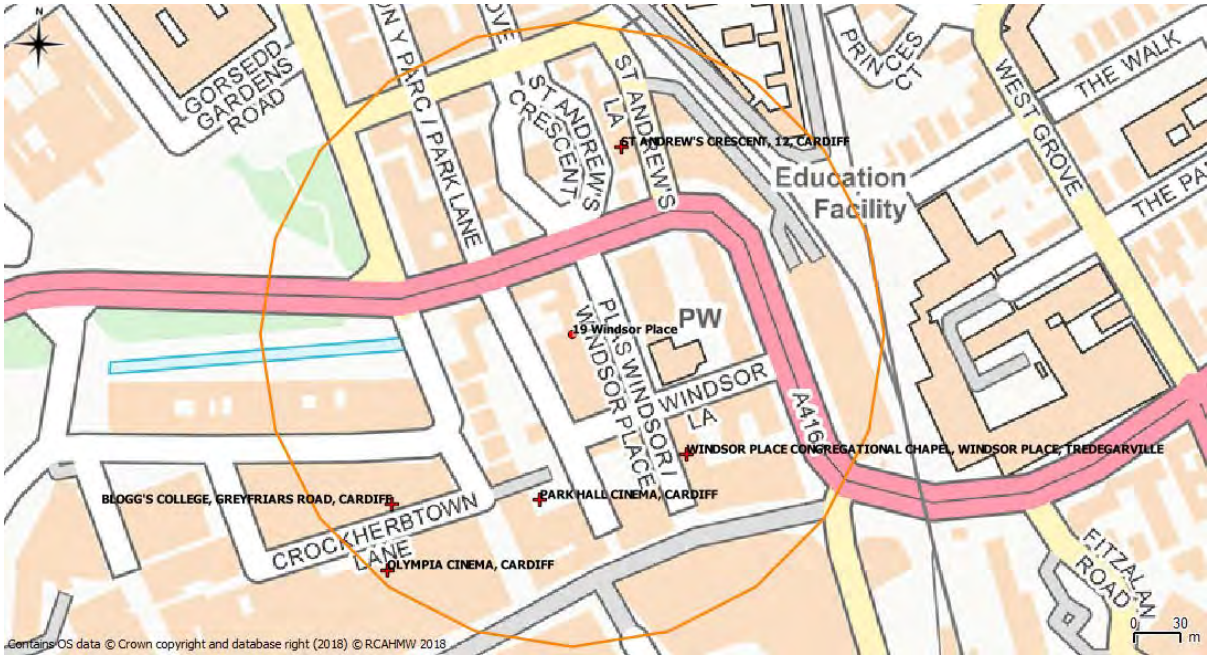 N
GORSEDD
GARDENS
ROAD
ON Y PARC / PARK LANE
OVE
ST ANDREW'S
CRESCENT
ST ANDREW'S
LA
PRINCES
CT
THE WALK
WEST GROVE
THE PA
ST ANDREW'S CRESCENT, 12, CARDIFF
Education
Facility
19 Windsor Place
PW
PLAS WINDSOR /
WINDSOR PLACE
WINDSOR
LA
A416
WINDSOR PLACE CONGREGATIONAL CHAPEL, WINDSOR PLACE, TREDEGARVILLE
BLOGG'S COLLEGE, GREYFRIARS ROAD, CARDIFF
PARK HALL CINEMA, CARDIFF
CROCKHERBTOWN
LANE
OLYMPIA CINEMA, CARDIFF
FITZALAN
ROAD
0 30
m
Contains OS data © Crown copyright and database right (2018) © RCAHMW 2018